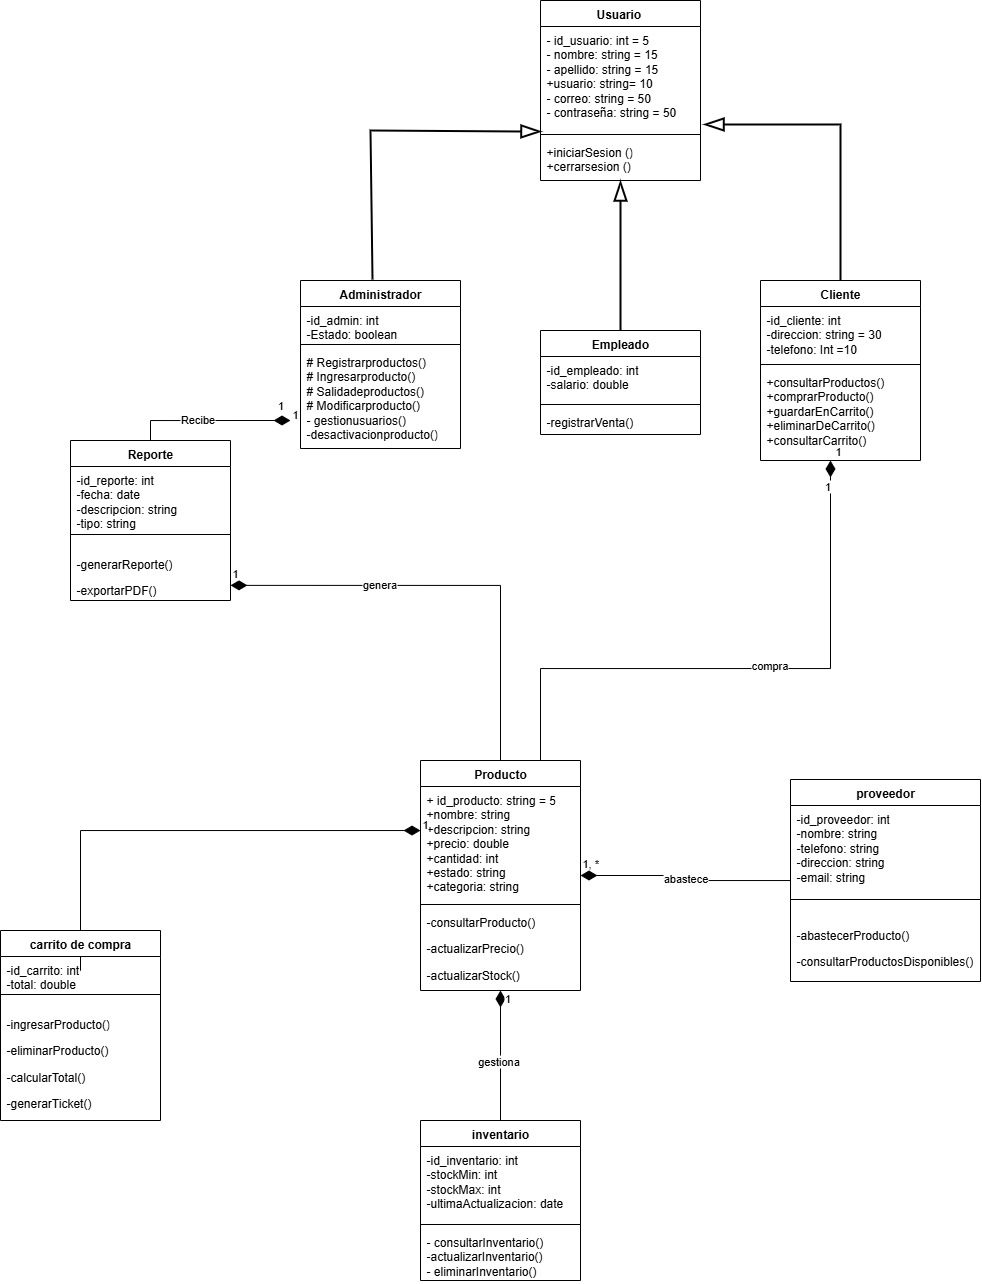 Usuario
- id_usuario: int = 5
- nombre: string = 15
- apellido: string = 15
+usuario: string= 10
- correo: string = 50
- contraseña: string = 50
+iniciarSesion ()
+cerrarsesion ()
Administrador
-id_admin: int
-Estado: boolean
# Registrarproductos()
# Ingresarproducto()
# Salidadeproductos()
# Modificarproducto()
- gestionusuarios()
-desactivacionproducto()
Empleado
-id_empleado: int
-salario: double
-registrarVenta()
Cliente
-id_cliente: int
-direccion: string = 30
-telefono: Int =10
+consultarProductos()
+comprarProducto()
+guardarEnCarrito()
+eliminarDeCarrito()
+consultarCarrito()
1
1
1
1
Recibe
Reporte
-id_reporte: int
-fecha: date
-descripcion: string
-tipo: string
-generarReporte()
-exportarPDF()
1
genera
compra
Producto
+ id_producto: string = 5
+nombre: string
+descripcion: string
+precio: double
+cantidad: int
+estado: string
+categoria: string
-consultarProducto()
-actualizarPrecio()
-actualizarStock()
1
1, *
abastece
proveedor
-id_proveedor: int
-nombre: string
-telefono: string
-direccion: string
-email: string
-abastecerProducto()
-consultarProductosDisponibles()
carrito de compra
-id_carrito: int
-total: double
-ingresarProducto()
-eliminarProducto()
-calcularTotal()
-generarTicket()
1
gestiona
inventario
-id_inventario: int
-stockMin: int
-stockMax: int
-ultimaActualizacion: date
- consultarInventario()
-actualizarInventario()
- eliminarInventario()